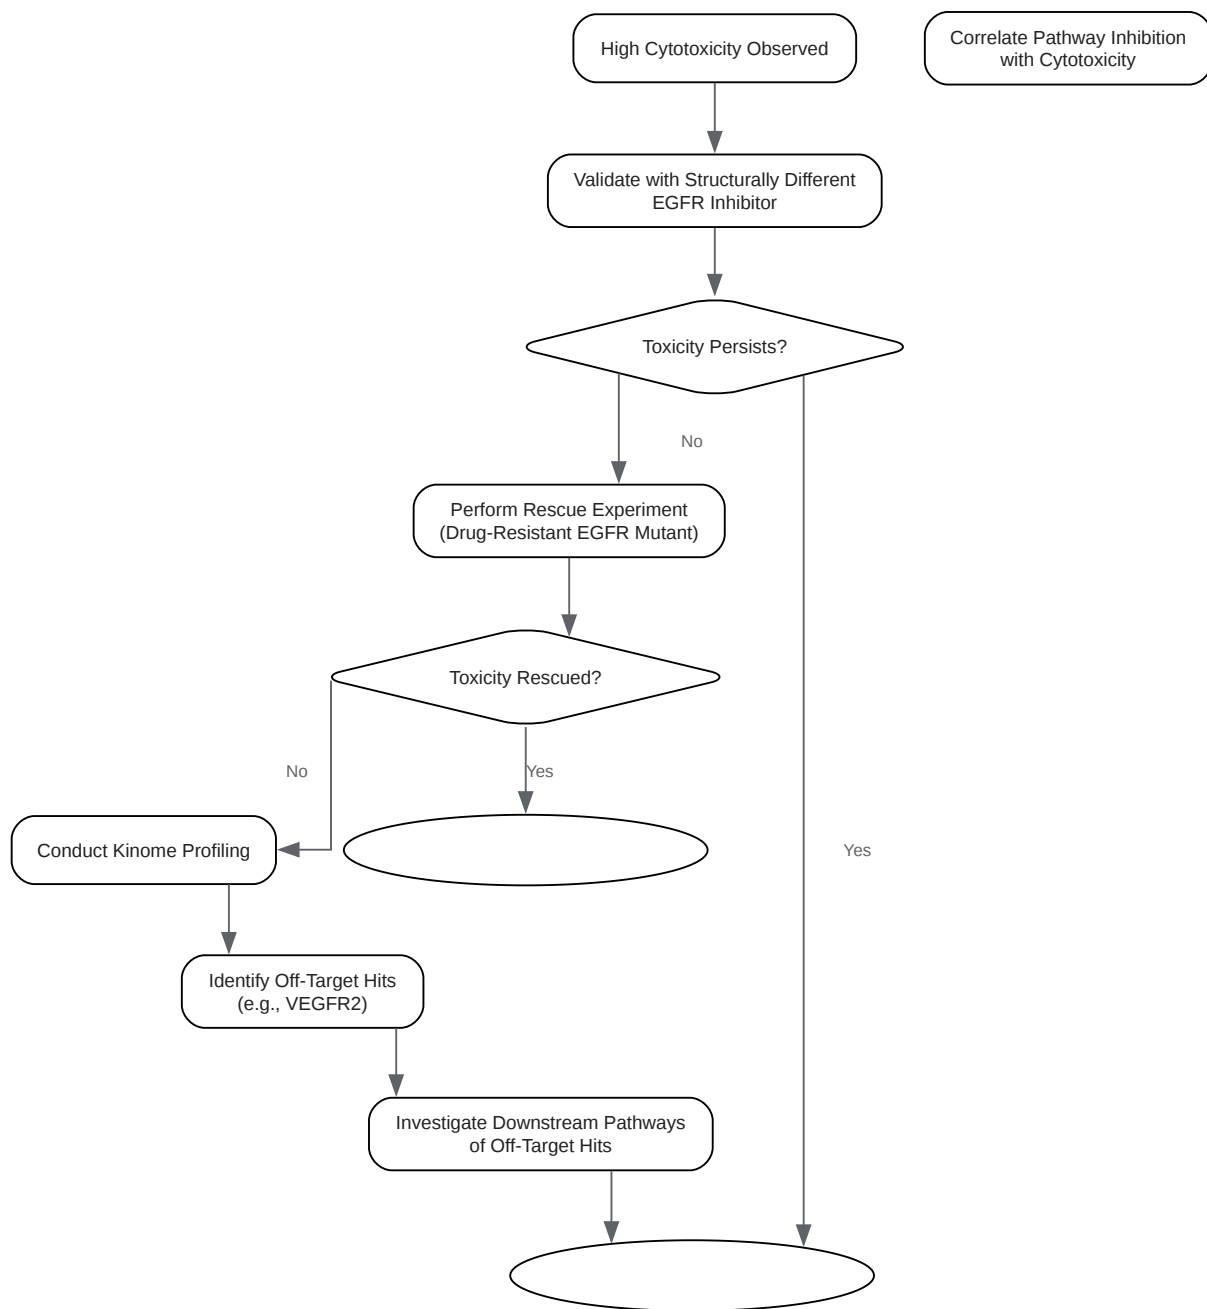 High Cytotoxicity Observed
Correlate Pathway Inhibition
with Cytotoxicity
Validate with Structurally Different
EGFR Inhibitor
Toxicity Persists?
No
Perform Rescue Experiment
(Drug-Resistant EGFR Mutant)
Toxicity Rescued?
No
Yes
Conduct Kinome Profiling
Yes
Identify Off-Target Hits
(e.g., VEGFR2)
Investigate Downstream Pathways
of Off-Target Hits